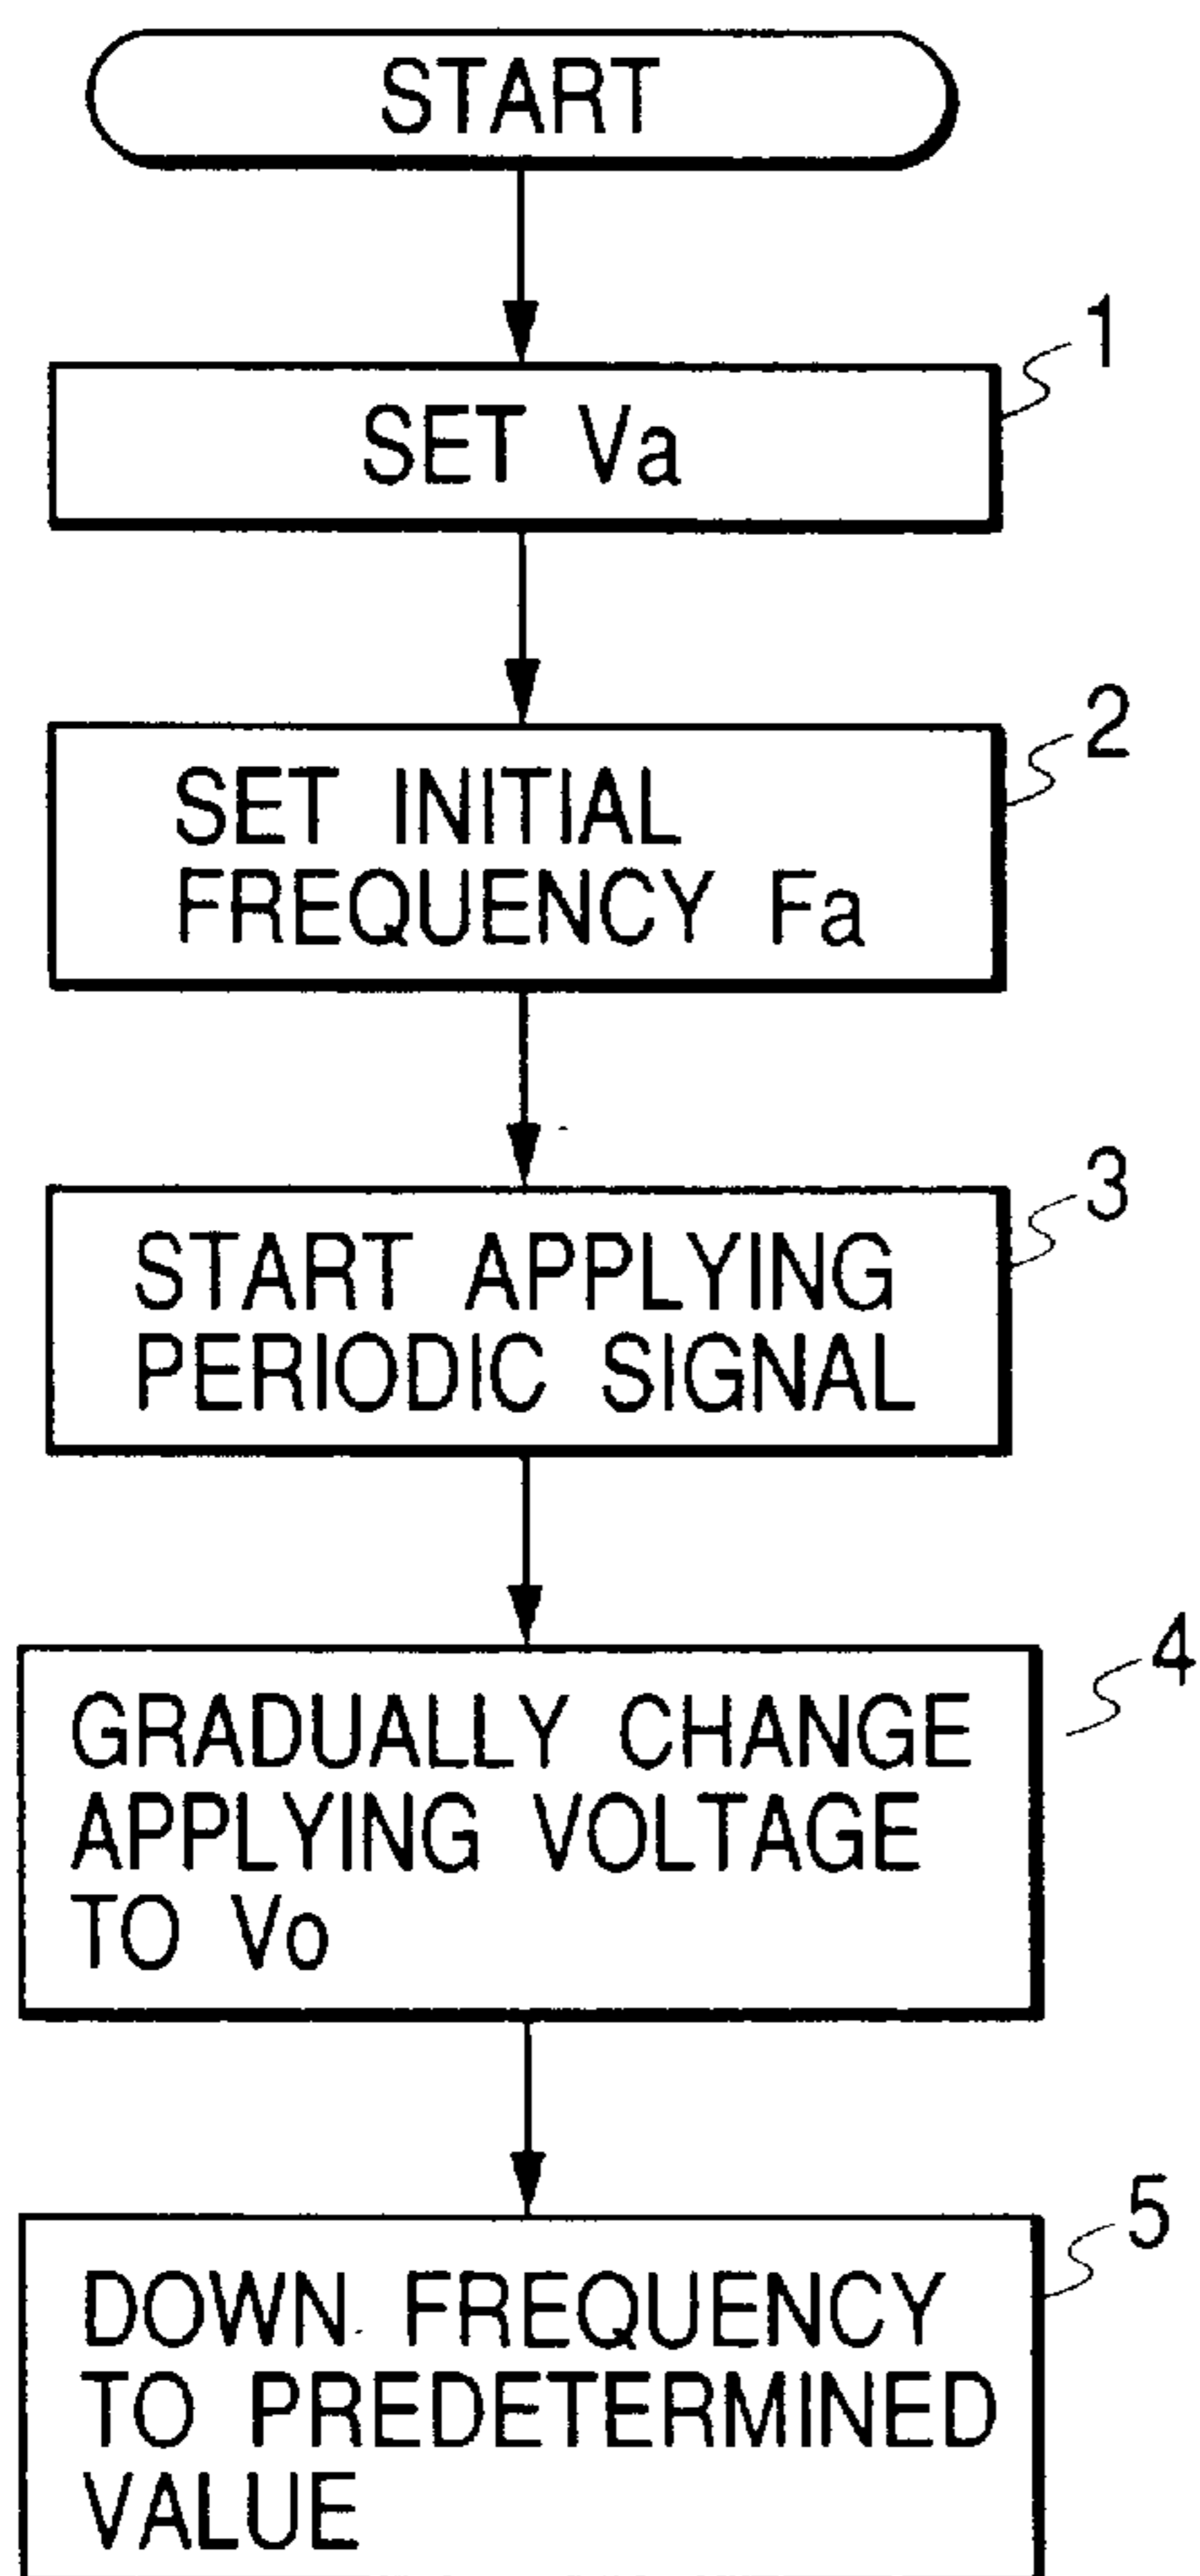 START
1
SET Va
2
SET INITIAL
FREQUENCY Fa
3
START APPLYING
PERIODIC SIGNAL
4
GRADUALLY CHANGE
APPLYING VOLTAGE
TO Vo
5
DOWN FREQUENCY
TO PREDETERMINED
VALUE